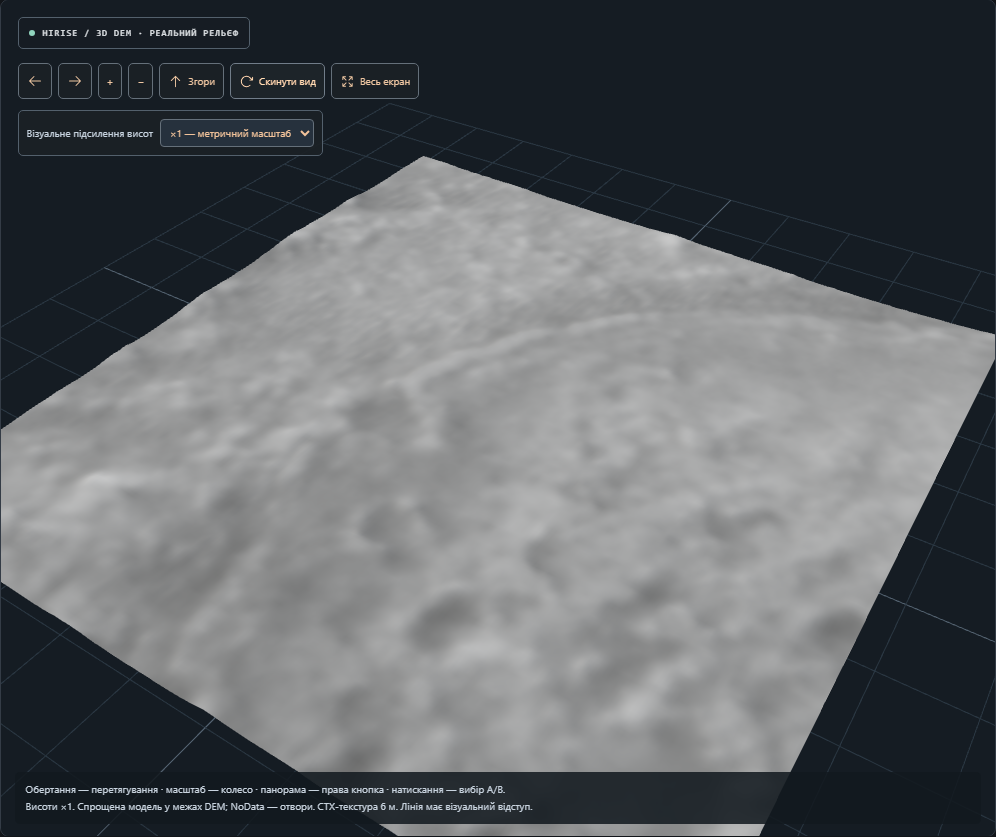 HIRISE / 3D DEM · РЕАЛЬНИЙ РЕЛЬЄФ
← → + − ↑ Згори Скинути вид Весь екран
Візуальне підсилення висот ×1 — метричний масштаб
Обертання — перетягування · масштаб — колесо · панорама — права кнопка · натискання — вибір A/B.
Висоти ×1. Спрощена модель у межах DEM; NoData — отвори. CTX-текстура 6 м. Лінія має візуальний відступ.